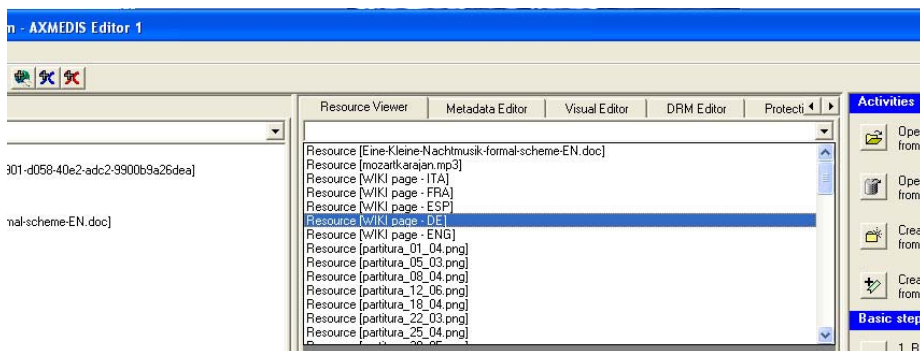 m - AXMEDIS Editor 1
Resource Viewer
Metadata Editor
Visual Editor
DRM Editor
Protecti
Activities
901-d058-40e2-adc2-9900b9a26dea]
mal-scheme-EN.doc]
Resource [Eine-Kleine-Nachtmusik-formal-scheme-EN.doc]
Resource [mozartkarajan.mp3]
Resource [WIKI page - ITA]
Resource [WIKI page - FRA]
Resource [WIKI page - ESP]
Resource [WIKI page - DE]
Resource [WIKI page - ENG]
Resource [partitura_01_04.png]
Resource [partitura_05_03.png]
Resource [partitura_08_04.png]
Resource [partitura_12_06.png]
Resource [partitura_18_04.png]
Resource [partitura_22_03.png]
Resource [partitura_25_04.png]
Ope
from
Ope
from
Crea
from
Crea
from
Basic step
1. B